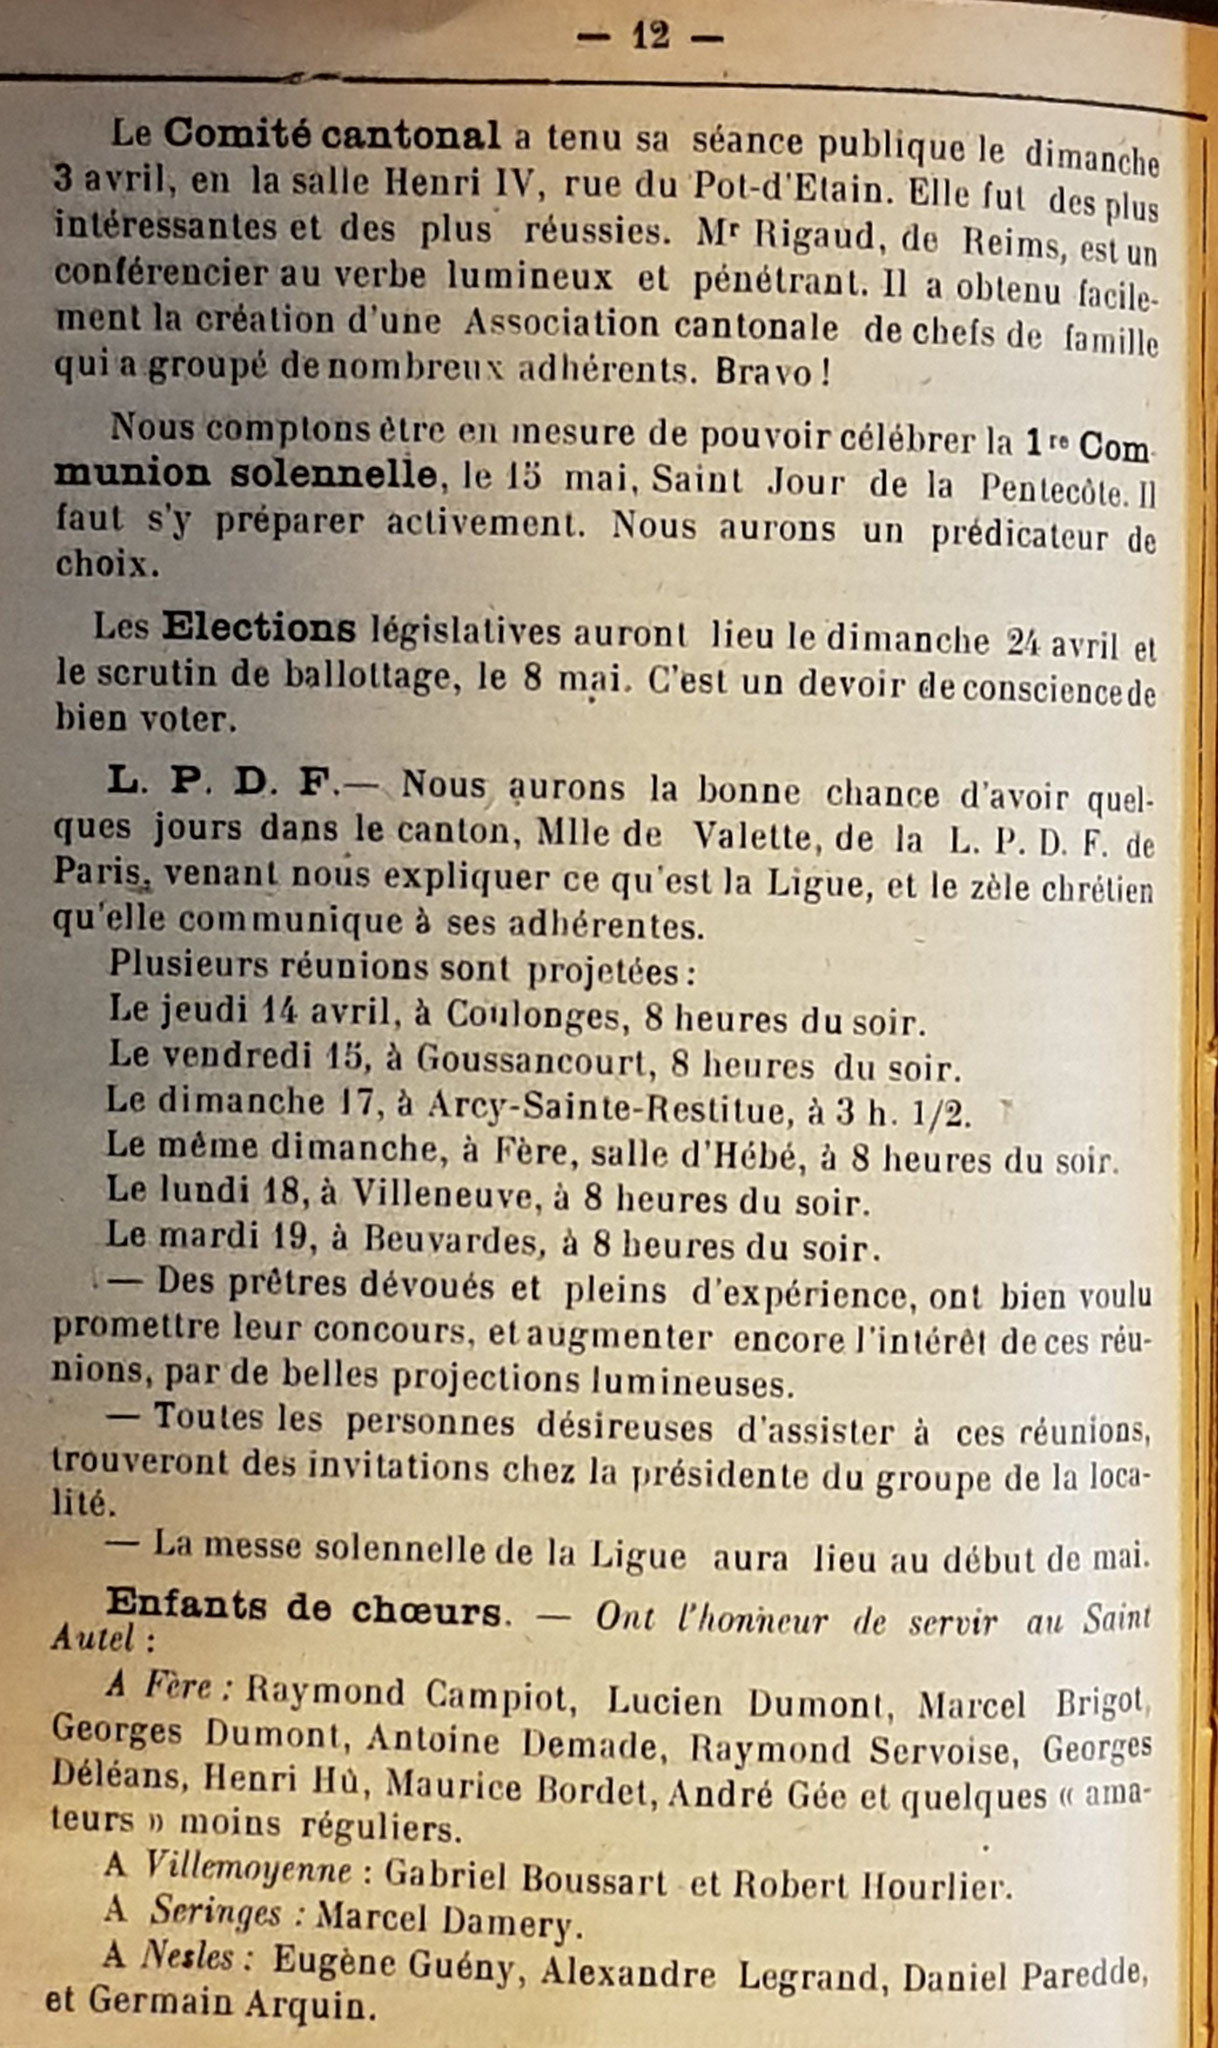 — 12 —
Le Comité cantonal a tenu sa séance publique le dimanche
3 avril, en la salle Henri IV, rue du Pot-d'Etain. Elle fut des plus
intéressantes et des plus réussies. Mr Rigaud, de Reims, est un
conférencier au verbe lumineux et pénétrant. Il a obtenu facile-
ment la création d'une Association cantonale de chefs de famille
qui a groupé de nombreux adhérents. Bravo !
Nous comptons être en mesure de pouvoir célébrer la 1re Com-
munion solennelle, le 15 mai, Saint Jour de la Pentecôte. Il
faut s'y préparer activement. Nous aurons un prédicateur de
choix.
Les Elections législatives auront lieu le dimanche 24 avril et
le scrutin de ballottage, le 8 mai. C'est un devoir de conscience de
bien voter.
L. P. D. F. — Nous aurons la bonne chance d'avoir quel-
ques jours dans le canton, Mlle de Valette, de la L. P. D. F. de
Paris, venant nous expliquer ce qu'est la Ligue, et le zèle chrétien
qu'elle communique à ses adhérentes.
Plusieurs réunions sont projetées :
Le jeudi 14 avril, à Coulonges, 8 heures du soir.
Le vendredi 15, à Goussancourt, 8 heures du soir.
Le dimanche 17, à Arcy-Sainte-Restitue, à 3 h. 1/2.
Le même dimanche, à Fère, salle d'Hébé, à 8 heures du soir.
Le lundi 18, à Villeneuve, à 8 heures du soir.
Le mardi 19, à Beuvardes, à 8 heures du soir.
— Des prêtres dévoués et pleins d'expérience, ont bien voulu
promettre leur concours, et augmenter encore l'intérêt de ces réu-
nions, par de belles projections lumineuses.
— Toutes les personnes désireuses d'assister à ces réunions,
trouveront des invitations chez la présidente du groupe de la loca-
lité.
— La messe solennelle de la Ligue aura lieu au début de mai.
Enfants de chœurs. — Ont l'honneur de servir au Saint
Autel :
A Fère : Raymond Campiot, Lucien Dumont, Marcel Brigot,
Georges Dumont, Antoine Demade, Raymond Servoise, Georges
Déléans, Henri Hû, Maurice Bordet, André Gée et quelques « ama-
teurs » moins réguliers.
A Villemoyenne : Gabriel Boussart et Robert Hourlier.
A Seringes : Marcel Damery.
A Nesles : Eugène Guény, Alexandre Legrand, Daniel Paredde,
et Germain Arquin.